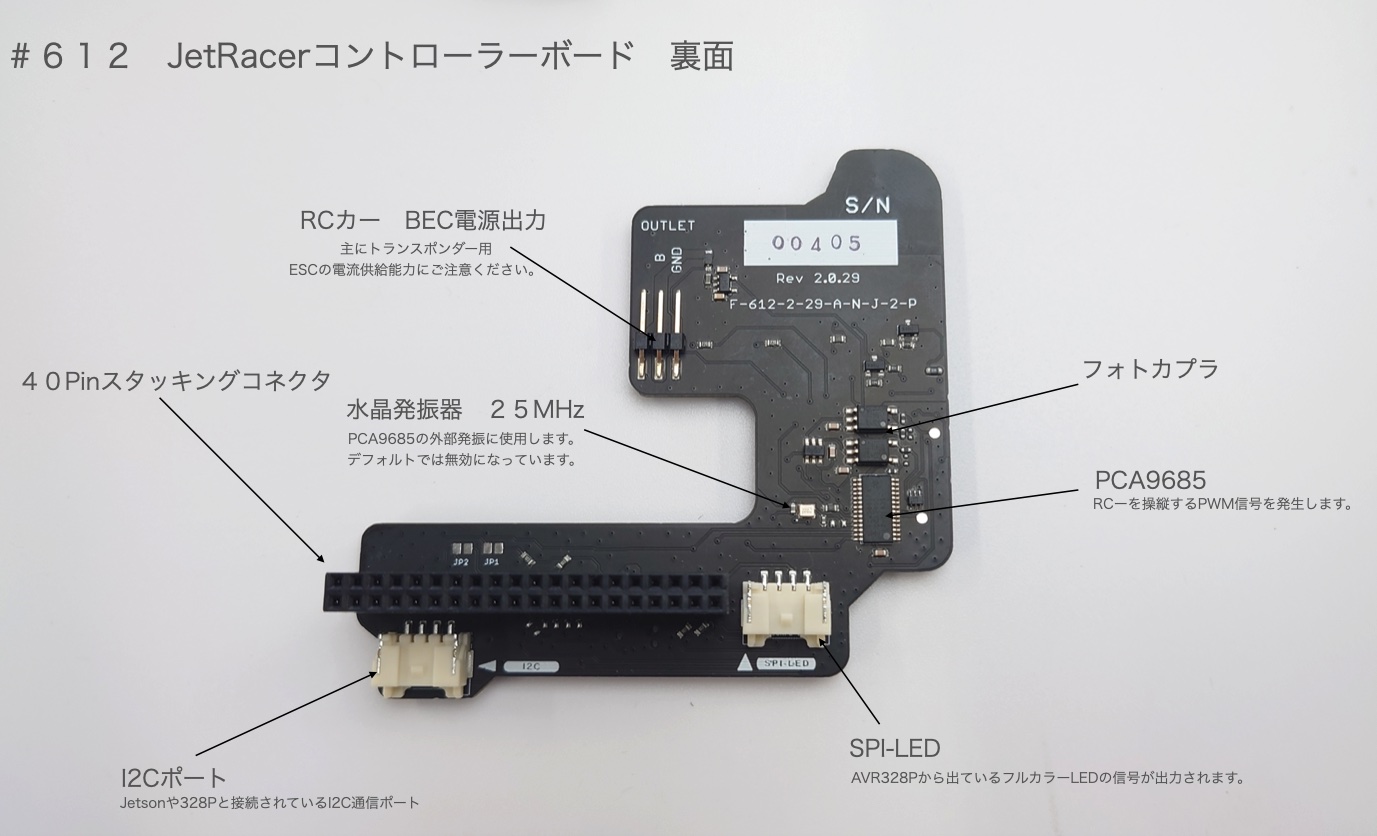 #６１２　JetRacerコントローラーボード　裏面
RCカー　BEC電源出力
主にトランスポンダー用
ESCの電流供給能力にご注意ください。
S/N
OUTLET
00405
B
GND
Rev 2.0.29
F-612-2-29-A-N-J-2-P
４０Pinスタッキングコネクタ
フォトカプラ
水晶発振器　２５MHz
PCA9685の外部発振に使用します。
デフォルトでは無効になっています。
PCA9685
RCーを操縦するPWM信号を発生します。
JP2
JP1
I2C
SPI-LED
SPI-LED
AVR328Pから出ているフルカラーLEDの信号が出力されます。
I2Cポート
Jetsonや328Pと接続されているI2C通信ポート